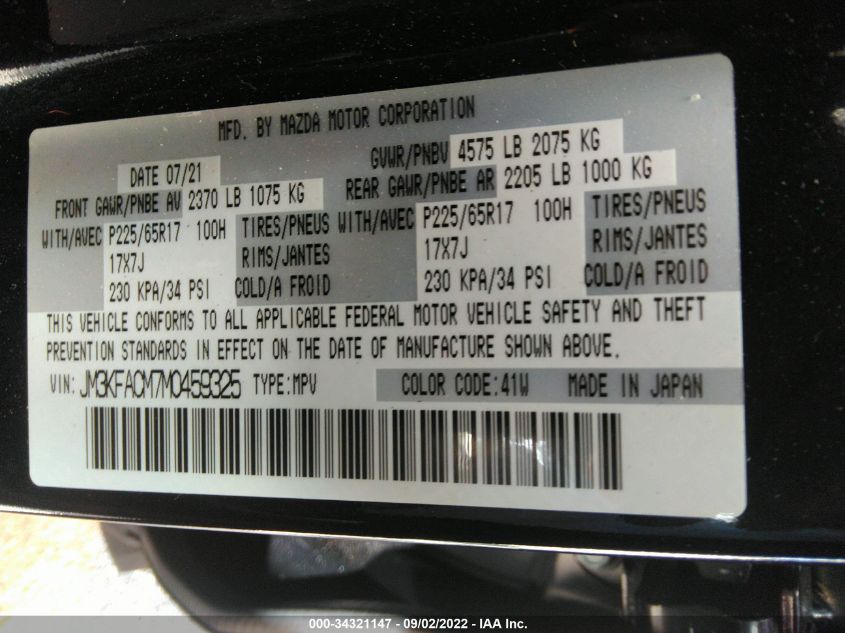 MFD. BY MAZDA MOTOR CORPORATION
DATE 07/21 GVWR/PNBV 4575 LB 2075 KG
FRONT GAWR/PNBE AV 2370 LB 1075 KG REAR GAWR/PNBE AR 2205 LB 1000 KG
WITH/AVEC P225/65R17 100H TIRES/PNEUS WITH/AVEC P225/65R17 100H TIRES/PNEUS
17X7J RIMS/JANTES 17X7J RIMS/JANTES
230 KPA/34 PSI COLD/A FROID 230 KPA/34 PSI COLD/A FROID
THIS VEHICLE CONFORMS TO ALL APPLICABLE FEDERAL MOTOR VEHICLE SAFETY AND THEFT
PREVENTION STANDARDS IN EFFECT ON THE DATE OF MANUFACTURE SHOWN ABOVE.
VIN: JM3KFACM7M0459325 TYPE:MPV COLOR CODE:41W MADE IN JAPAN
000-34321147 - 09/02/2022 - IAA Inc.